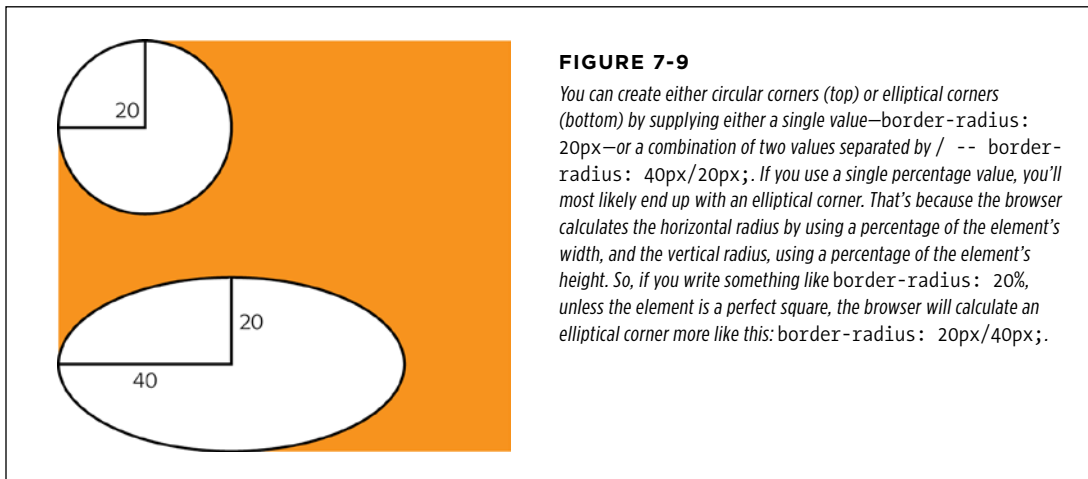 20
20
40
FIGURE 7-9
You can create either circular corners (top) or elliptical corners
(bottom) by supplying either a single value—border-radius:
20px—or a combination of two values separated by / -- border-
radius: 40px/20px;. If you use a single percentage value, you’ll
most likely end up with an elliptical corner. That’s because the browser
calculates the horizontal radius by using a percentage of the element’s
width, and the vertical radius, using a percentage of the element’s
height. So, if you write something like border-radius: 20%,
unless the element is a perfect square, the browser will calculate an
elliptical corner more like this: border-radius: 20px/40px;.